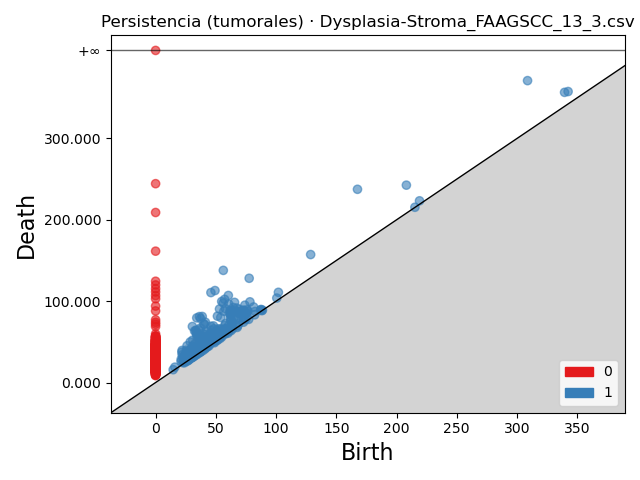 Persistencia (tumorales) · Dysplasia-Stroma_FAAGSCC_13_3.csv
+∞
300.000
200.000
100.000
0.000
Death
0
1
0 50 100 150 200 250 300 350
Birth